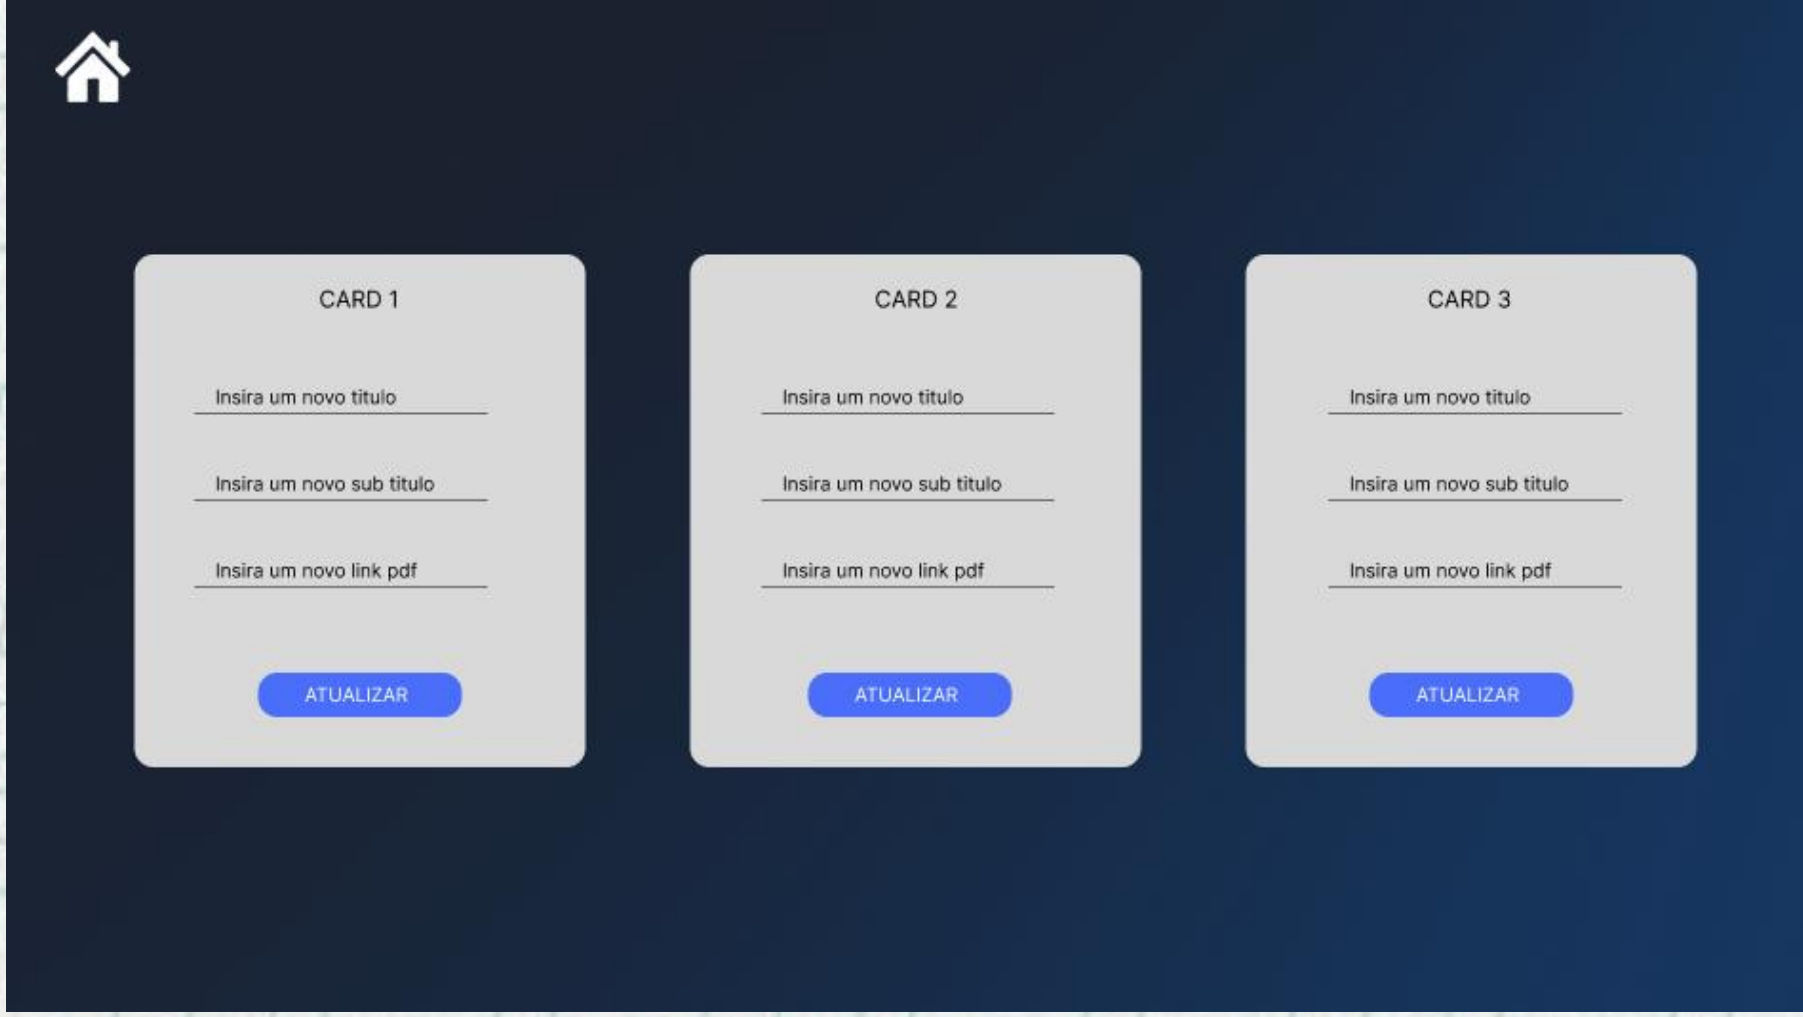 CARD 1
Insira um novo titulo
Insira um novo sub titulo
Insira um novo link pdf
ATUALIZAR
CARD 2
Insira um novo titulo
Insira um novo sub titulo
Insira um novo link pdf
ATUALIZAR
CARD 3
Insira um novo titulo
Insira um novo sub titulo
Insira um novo link pdf
ATUALIZAR